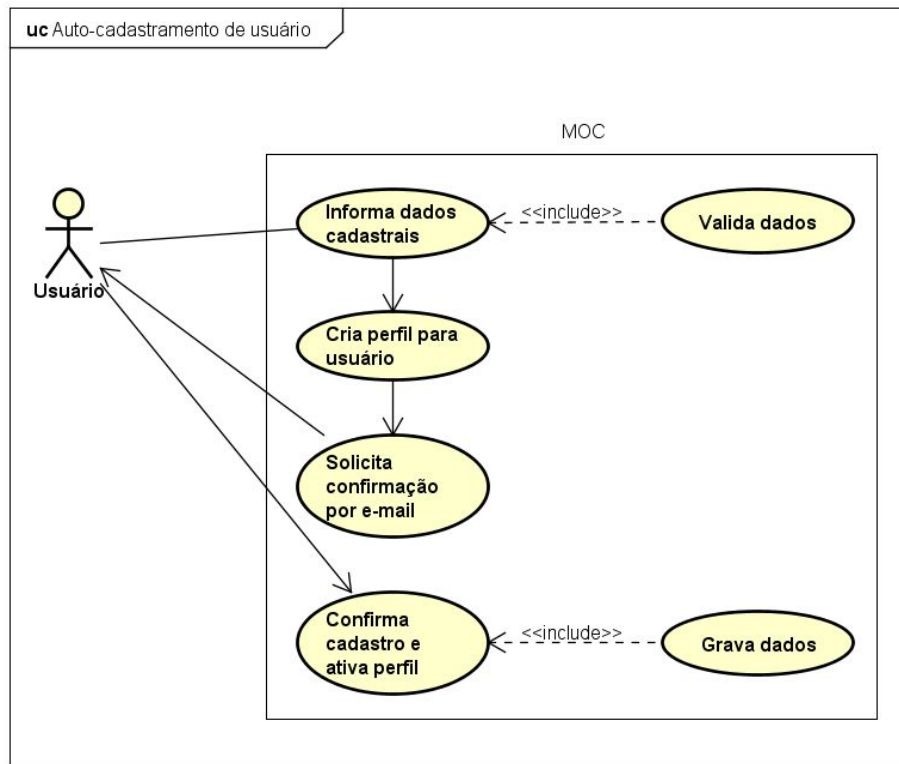 uc Auto-cadastramento de usuário
MOC
Informa dados
cadastrais
<<include>>
Valida dados
Usuário
Cria perfil para
usuário
Solicita
confirmação
por e-mail
Confirma
cadastro e
ativa perfil
<<include>>
Grava dados